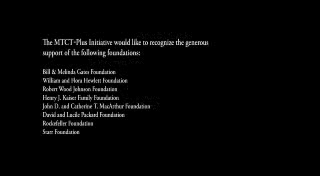 The MTCT-Plus Initiative would like to recognize the generous
support of the following foundations:
Bill & Melinda Gates Foundation
William and Flora Hewlett Foundation
Robert Wood Johnson Foundation
Henry J. Kaiser Family Foundation
John D. and Catherine T. MacArthur Foundation
David and Lucile Packard Foundation
Rockefeller Foundation
Starr Foundation